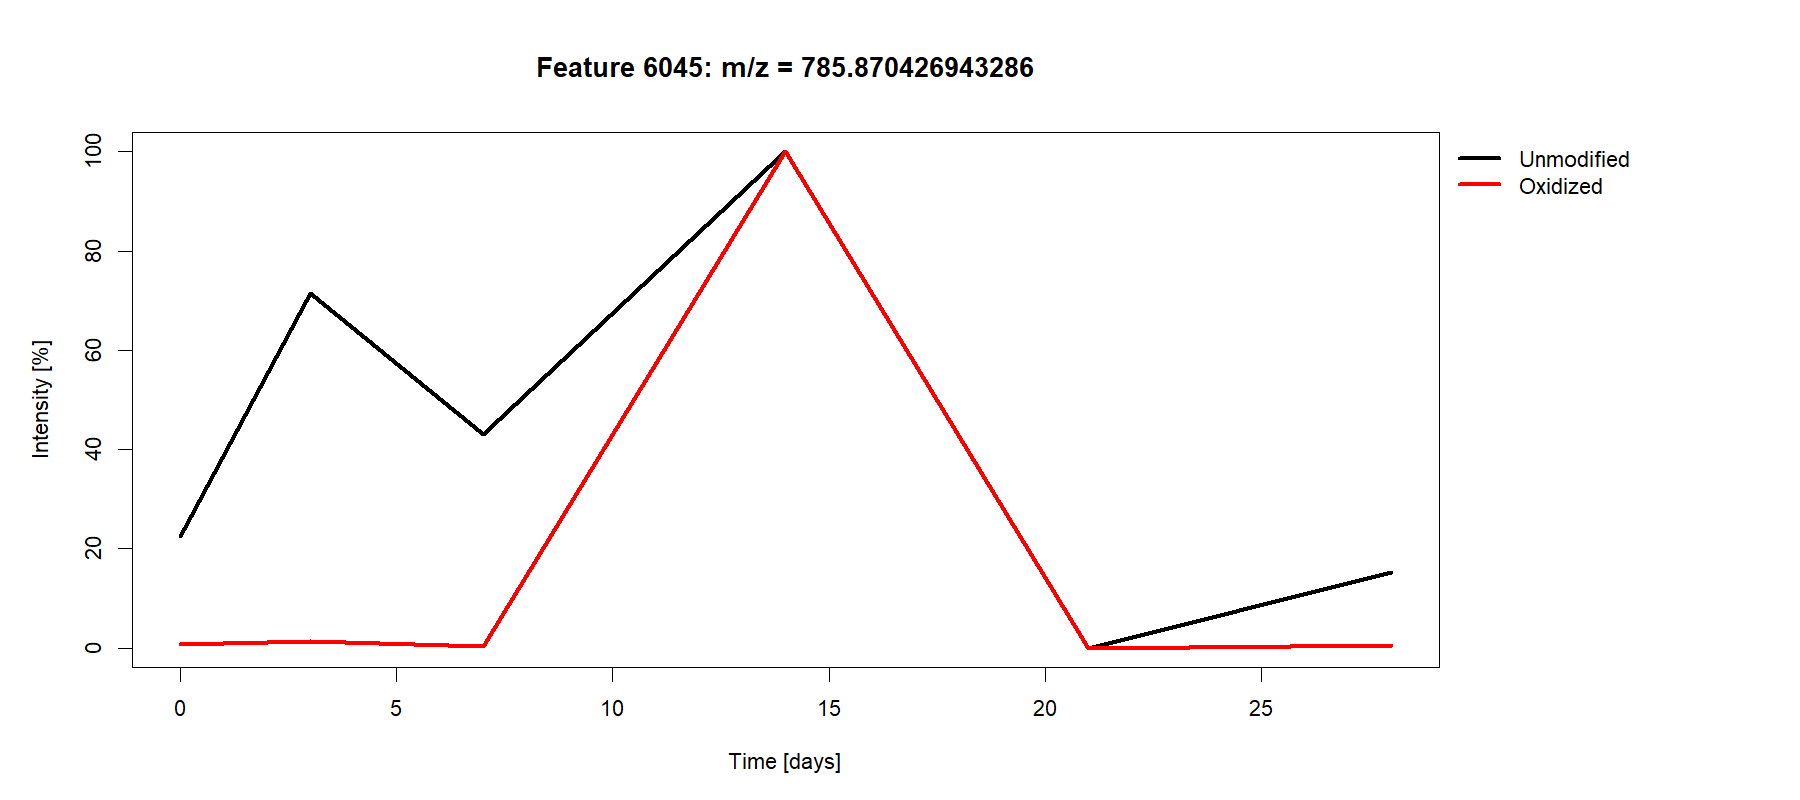 Feature 6045: m/z = 785.870426943286
Unmodified
Oxidized
Intensity [%]
100
80
60
40
20
0
0 5 10 15 20 25
Time [days]